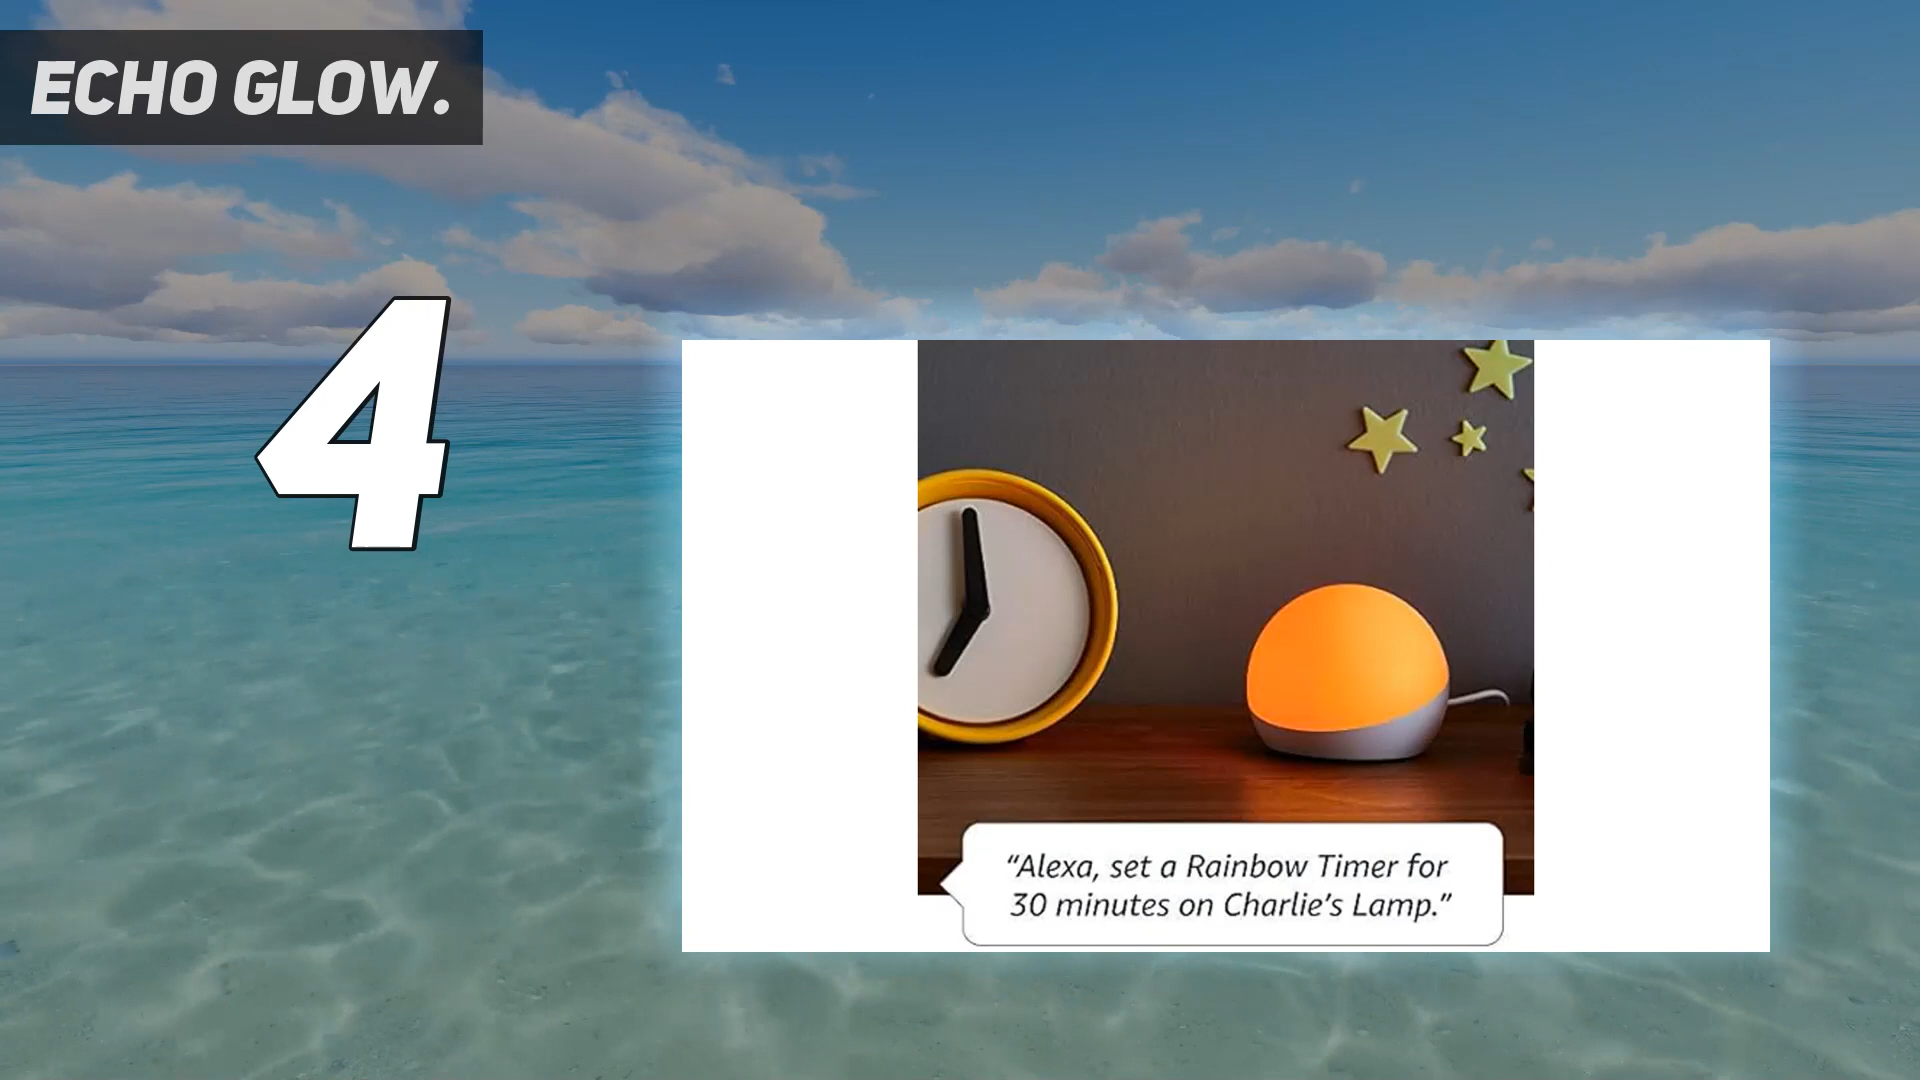 ECHO GLOW.
4
“Alexa, set a Rainbow Timer for
30 minutes on Charlie’s Lamp.”